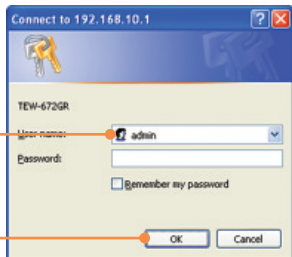 Connect to 192.168.10.1
TEW-672GR
User name:
admin
Password:
Remember my password
OK
Cancel